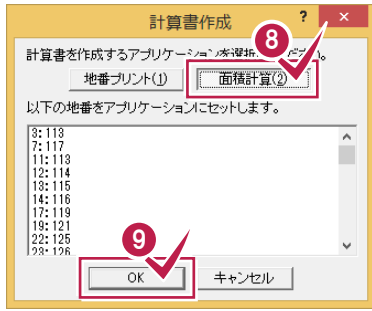 計算書作成 ? ×
計算書を作成するアプリケーションを選択 ださい。
8
地番プリント(1) 面積計算(2)
以下の地番をアプリケーションにセットします。
3: 113
7: 117
11: 113
12: 114
13: 115
14: 116
17: 119
19: 121
22: 125
23: 126
9
OK キャンセル